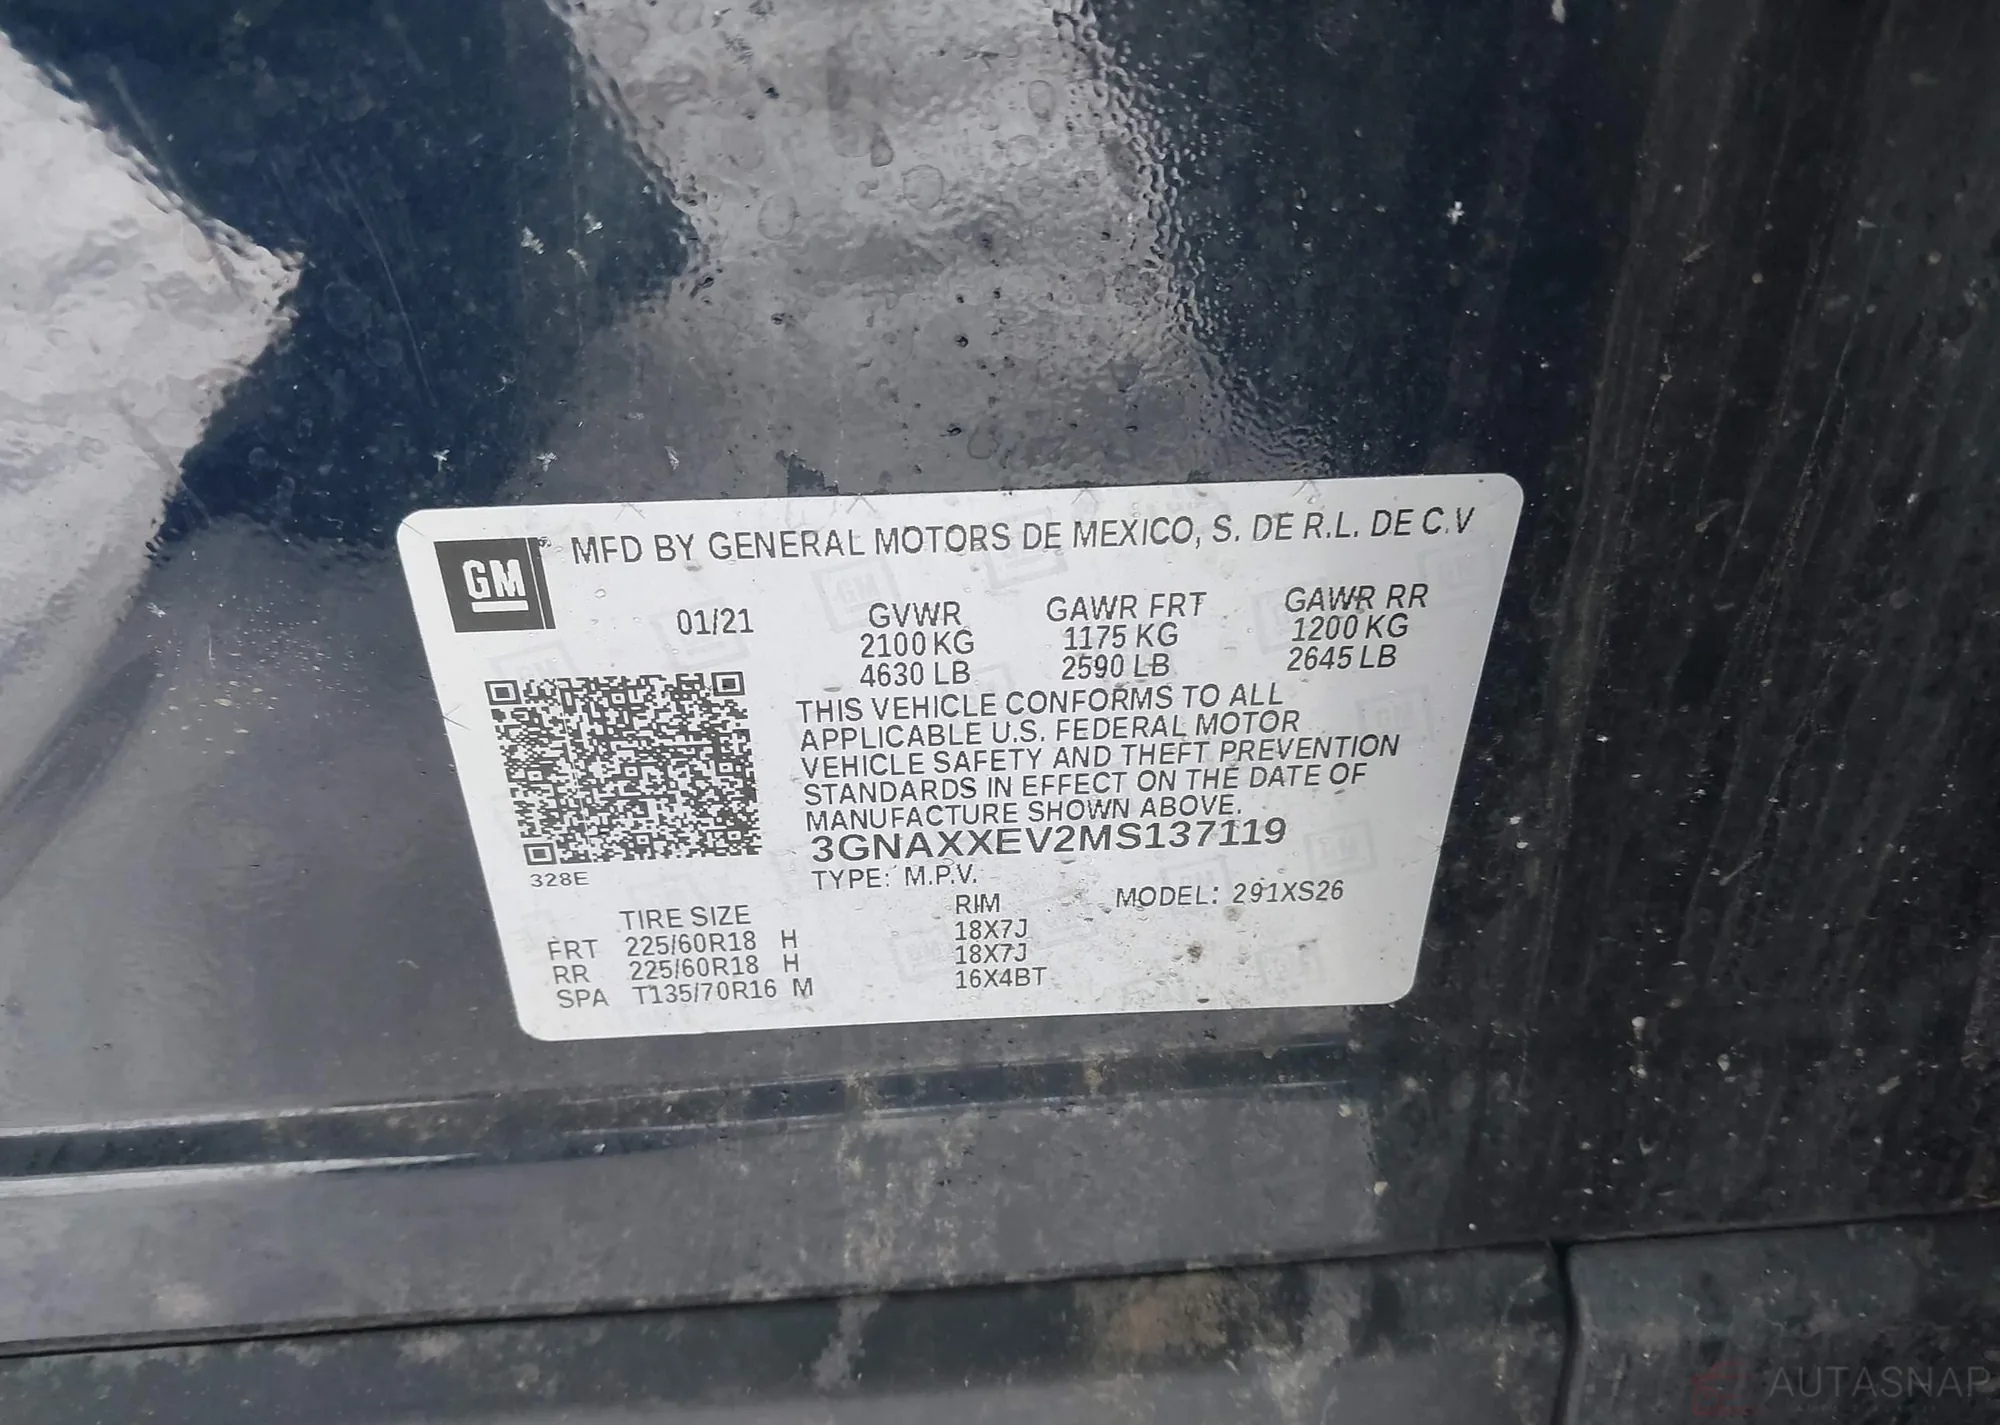 GM
MFD BY GENERAL MOTORS DE MEXICO, S. DE R.L. DE C.V
01/21
GVWR GAWR FRT GAWR RR
2100 KG 1175 KG 1200 KG
4630 LB 2590 LB 2645 LB
THIS VEHICLE CONFORMS TO ALL
APPLICABLE U.S. FEDERAL MOTOR
VEHICLE SAFETY AND THEFT PREVENTION
STANDARDS IN EFFECT ON THE DATE OF
MANUFACTURE SHOWN ABOVE.
3GNAXXEV2MS137119
328E
TYPE: M.P.V.
MODEL: 291XS26
TIRE SIZE RIM
FRT 225/60R18 H 18X7J
RR 225/60R18 H 18X7J
SPA T135/70R16 M 16X4BT
AUTASNAP